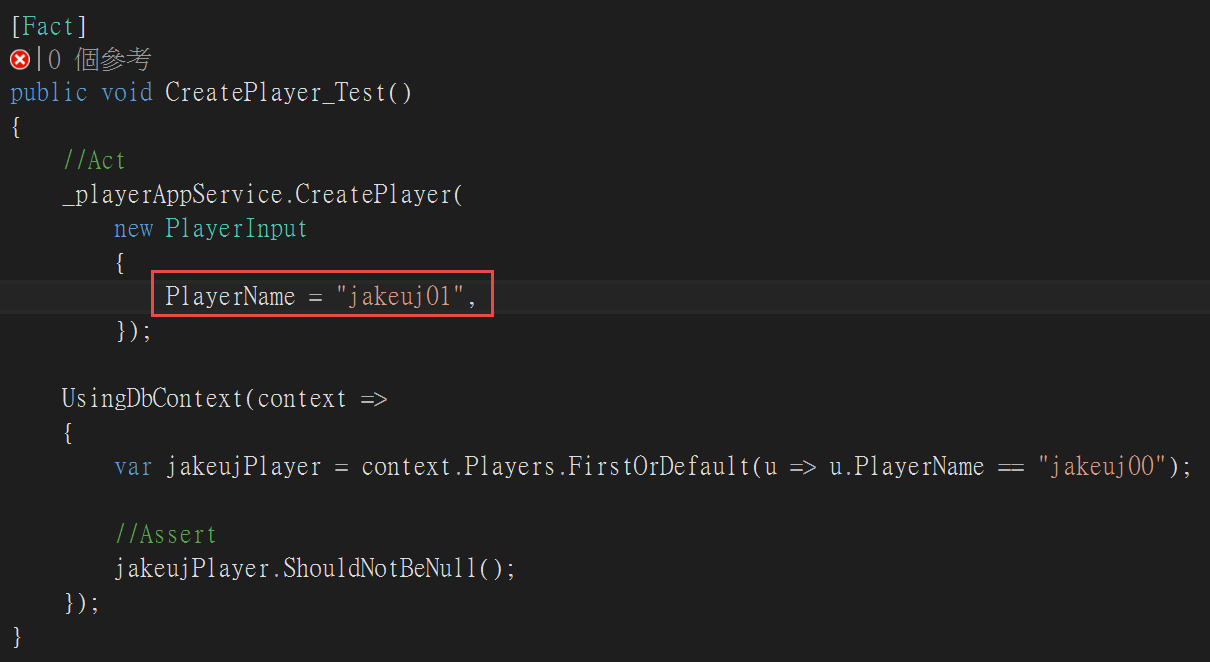 [Fact]
|0 個參考
public void CreatePlayer_Test()
{
    //Act
    _playerAppService.CreatePlayer(
        new PlayerInput
        {
            PlayerName = "jakeuj01",
        });

    UsingDbContext(context =>
    {
        var jakeujPlayer = context.Players.FirstOrDefault(u => u.PlayerName == "jakeuj00");

        //Assert
        jakeujPlayer.ShouldNotBeNull();
    });
}